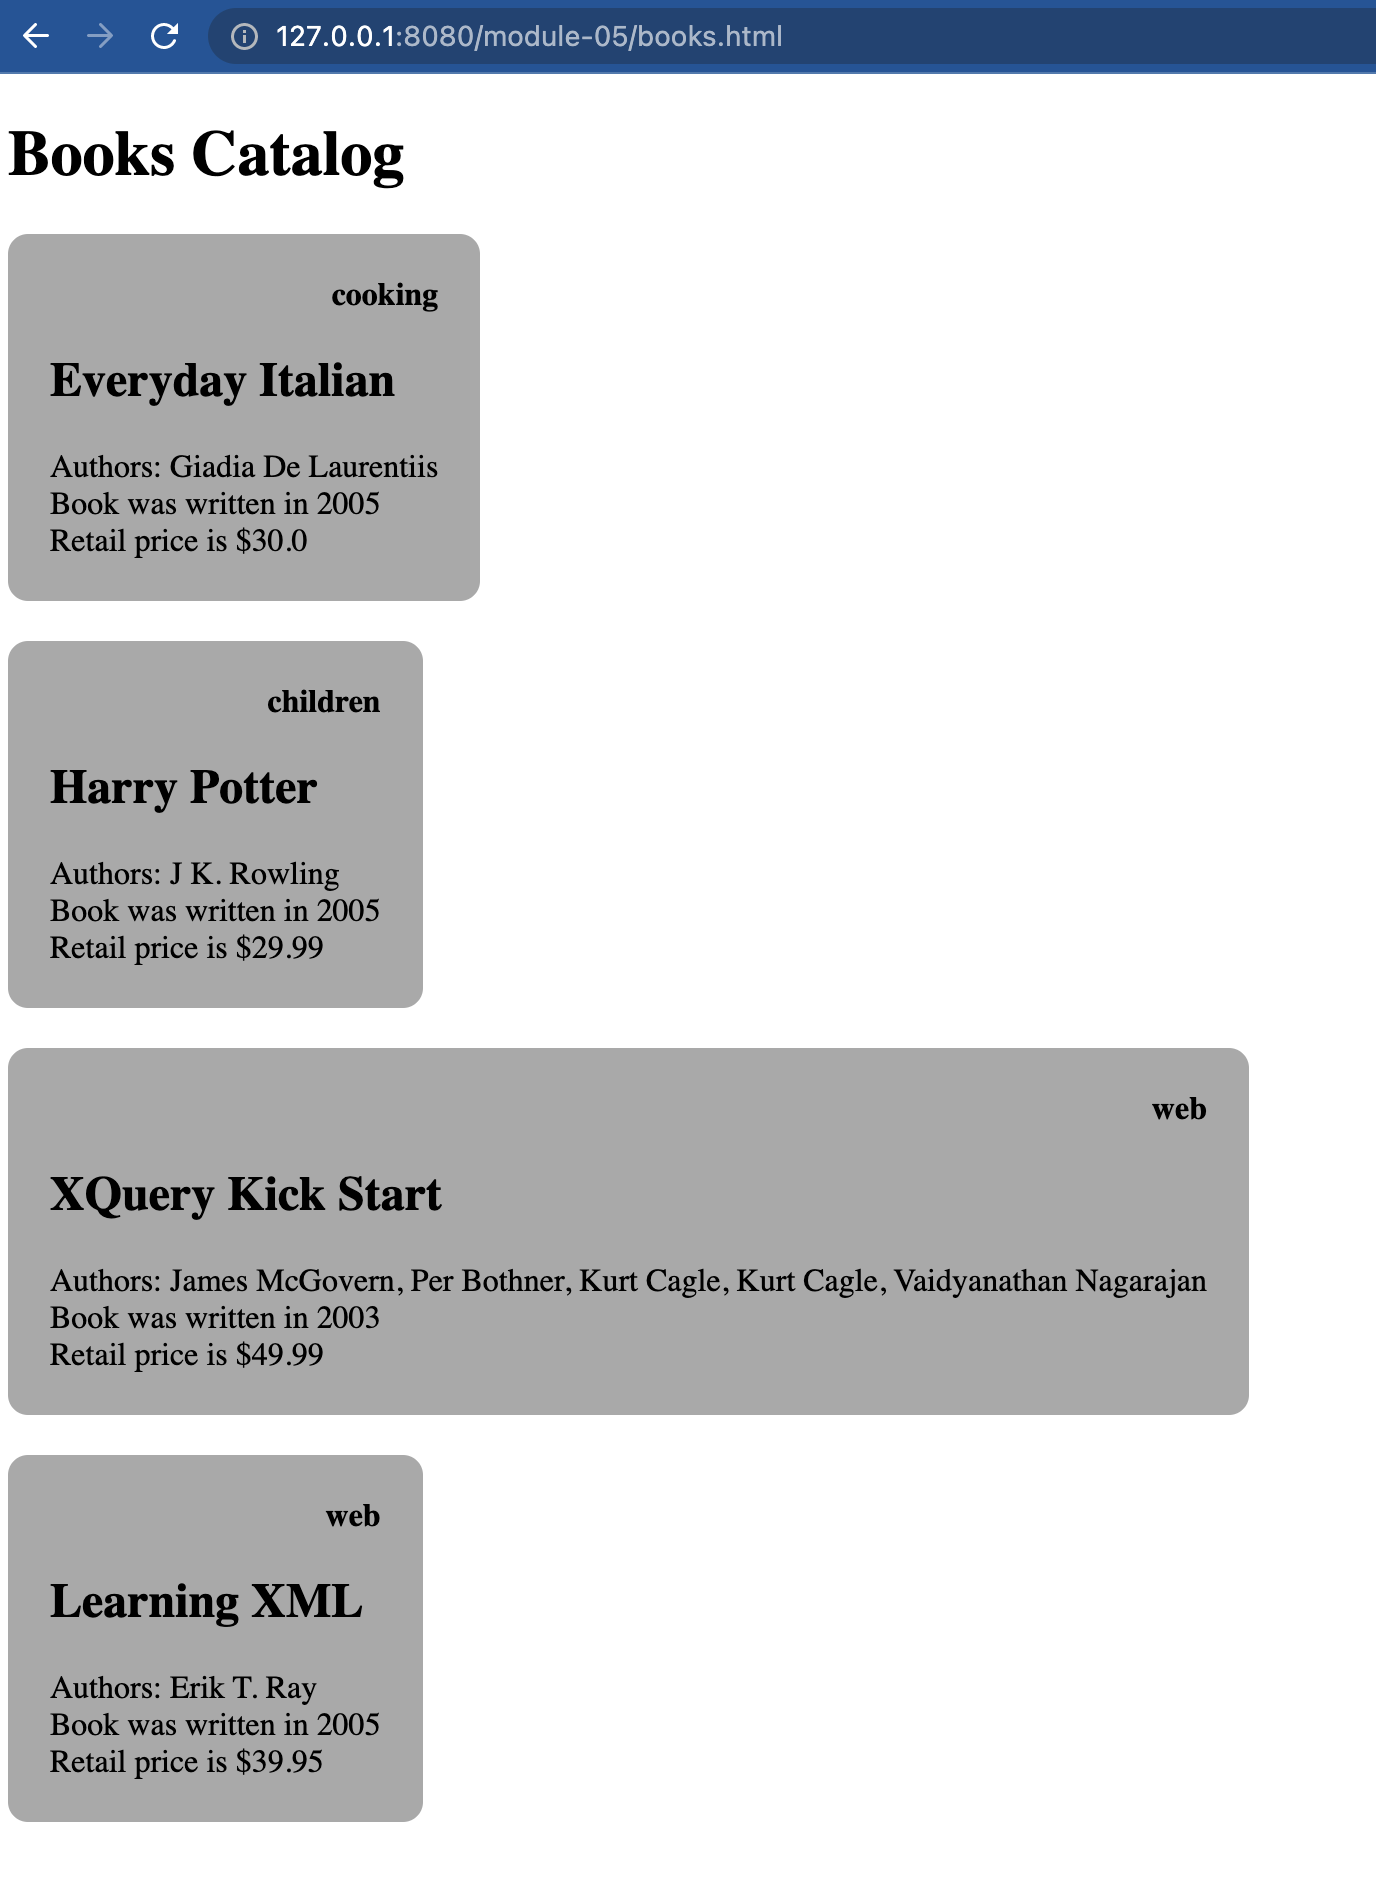 127.0.0.1:8080/module-05/books.html
Books Catalog
cooking
Everyday Italian
Authors: Giadia De Laurentiis
Book was written in 2005
Retail price is $30.0
children
Harry Potter
Authors: J K. Rowling
Book was written in 2005
Retail price is $29.99
web
XQuery Kick Start
Authors: James McGovern, Per Bothner, Kurt Cagle, Kurt Cagle, Vaidyanathan Nagarajan
Book was written in 2003
Retail price is $49.99
web
Learning XML
Authors: Erik T. Ray
Book was written in 2005
Retail price is $39.95